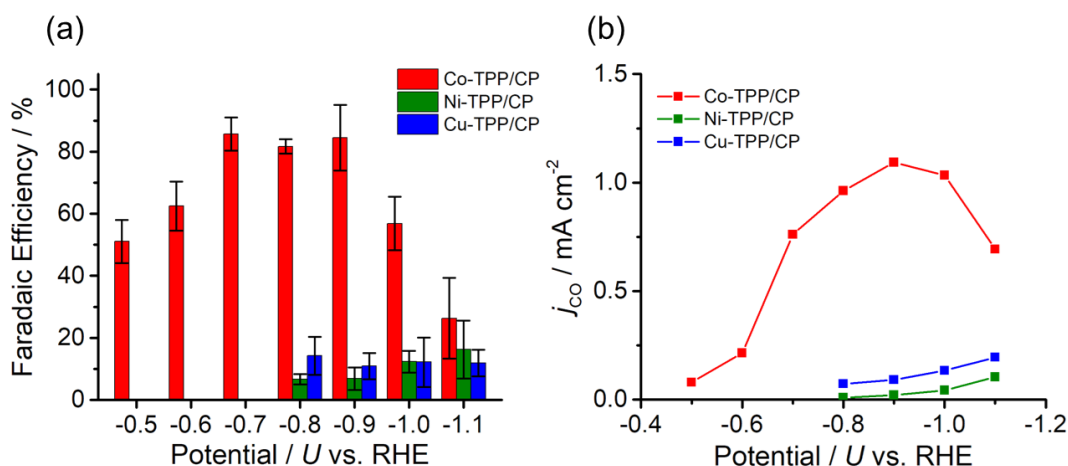 (a)
Faradaic Efficiency / %
100
80
60
40
20
0
Co-TPP/CP
Ni-TPP/CP
Cu-TPP/CP
-0.5 -0.6 -0.7 -0.8 -0.9 -1.0 -1.1
Potential / U vs. RHE
(b)
jCO / mA cm-2
1.5
1.0
0.5
0.0
Co-TPP/CP
Ni-TPP/CP
Cu-TPP/CP
-0.4 -0.6 -0.8 -1.0 -1.2
Potential / U vs. RHE